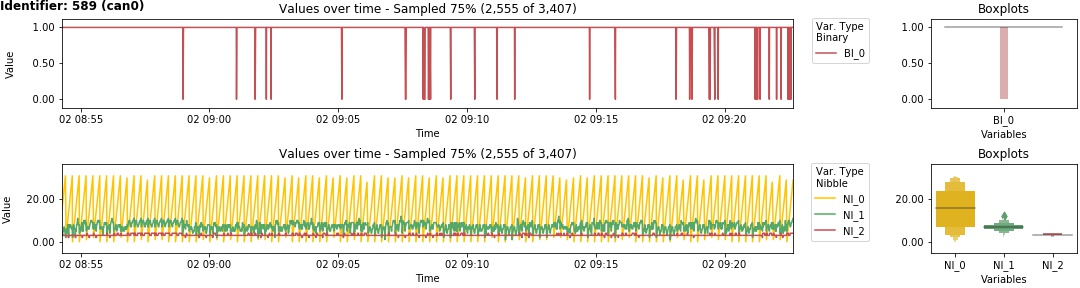 Identifier: 589 (can0)
Values over time - Sampled 75% (2,555 of 3,407)
Value
1.00
0.50
0.00
02 08:55 02 09:00 02 09:05 02 09:10 02 09:15 02 09:20
Time
Var. Type
Binary
BI_0
Boxplots
1.00
0.50
0.00
BI_0
Variables
Values over time - Sampled 75% (2,555 of 3,407)
Value
20.00
0.00
02 08:55 02 09:00 02 09:05 02 09:10 02 09:15 02 09:20
Time
Var. Type
Nibble
NI_0
NI_1
NI_2
Boxplots
20.00
0.00
NI_0 NI_1 NI_2
Variables